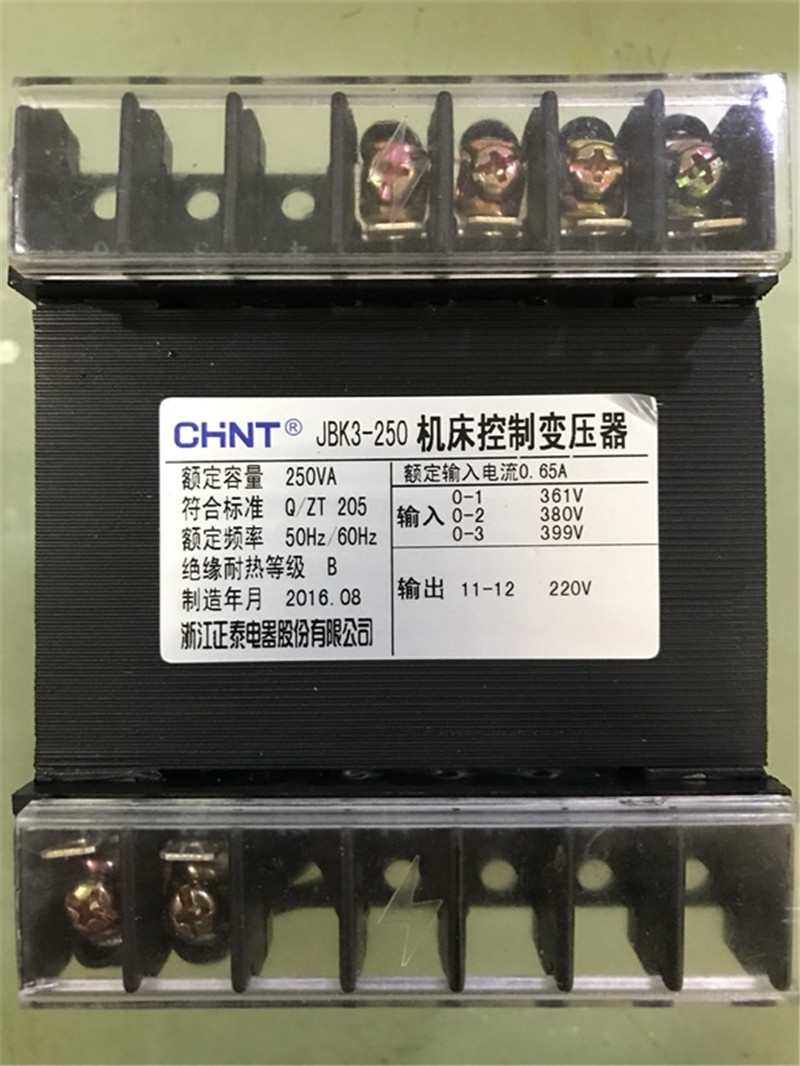 CHNT® JBK3-250 机床控制变压器
额定容量 250VA
符合标准 Q/ZT 205
额定频率 50Hz/60Hz
绝缘耐热等级 B
制造年月 2016.08
浙江正泰电器股份有限公司
额定输入电流0.65A
输入
0-1 361V
0-2 380V
0-3 399V
输出 11-12 220V